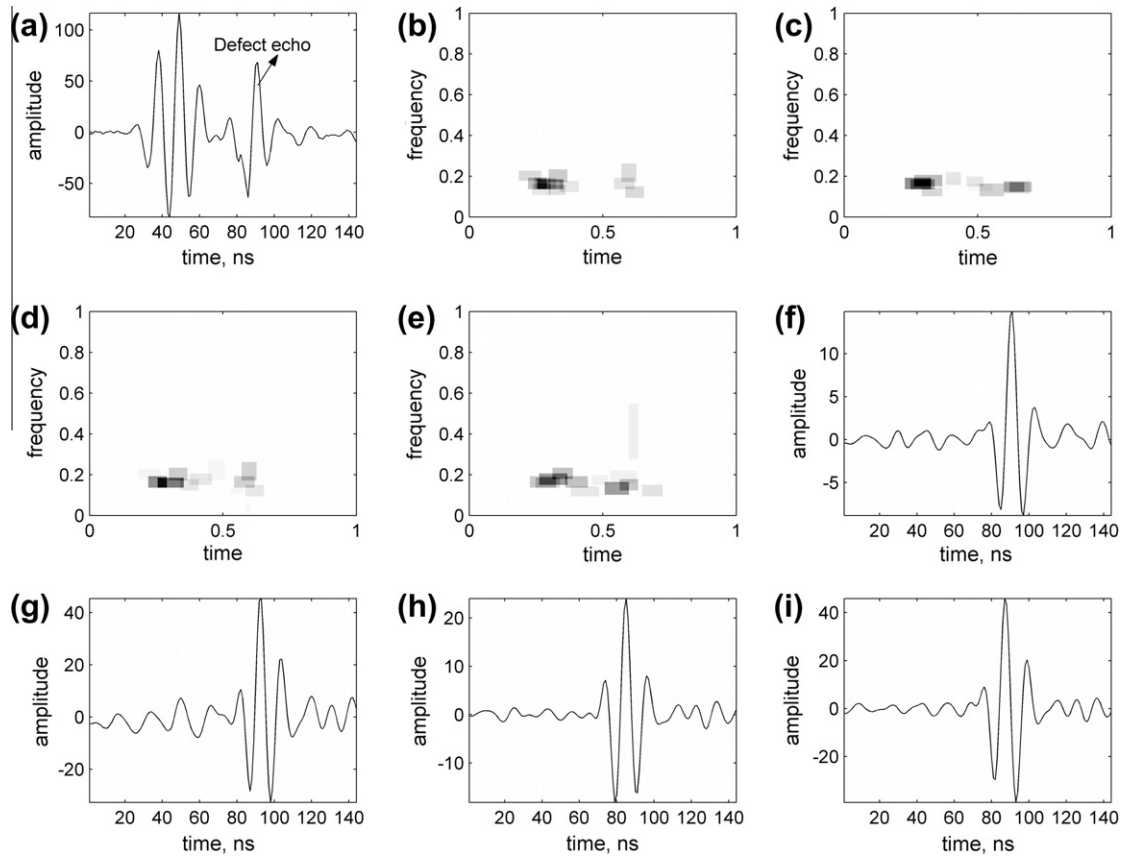 (a)
100
50
0
-50
amplitude
Defect echo
20 40 60 80 100 120 140
time, ns
(b)
1
0.8
0.6
0.4
0.2
0
frequency
0 0.5 1
time
(c)
1
0.8
0.6
0.4
0.2
0
frequency
0 0.5 1
time
(d)
1
0.8
0.6
0.4
0.2
0
frequency
0 0.5 1
time
(e)
1
0.8
0.6
0.4
0.2
0
frequency
0 0.5 1
time
(f)
10
5
0
-5
amplitude
20 40 60 80 100 120 140
time, ns
(g)
40
20
0
-20
amplitude
20 40 60 80 100 120 140
time, ns
(h)
20
10
0
-10
amplitude
20 40 60 80 100 120 140
time, ns
(i)
40
20
0
-20
amplitude
20 40 60 80 100 120 140
time, ns